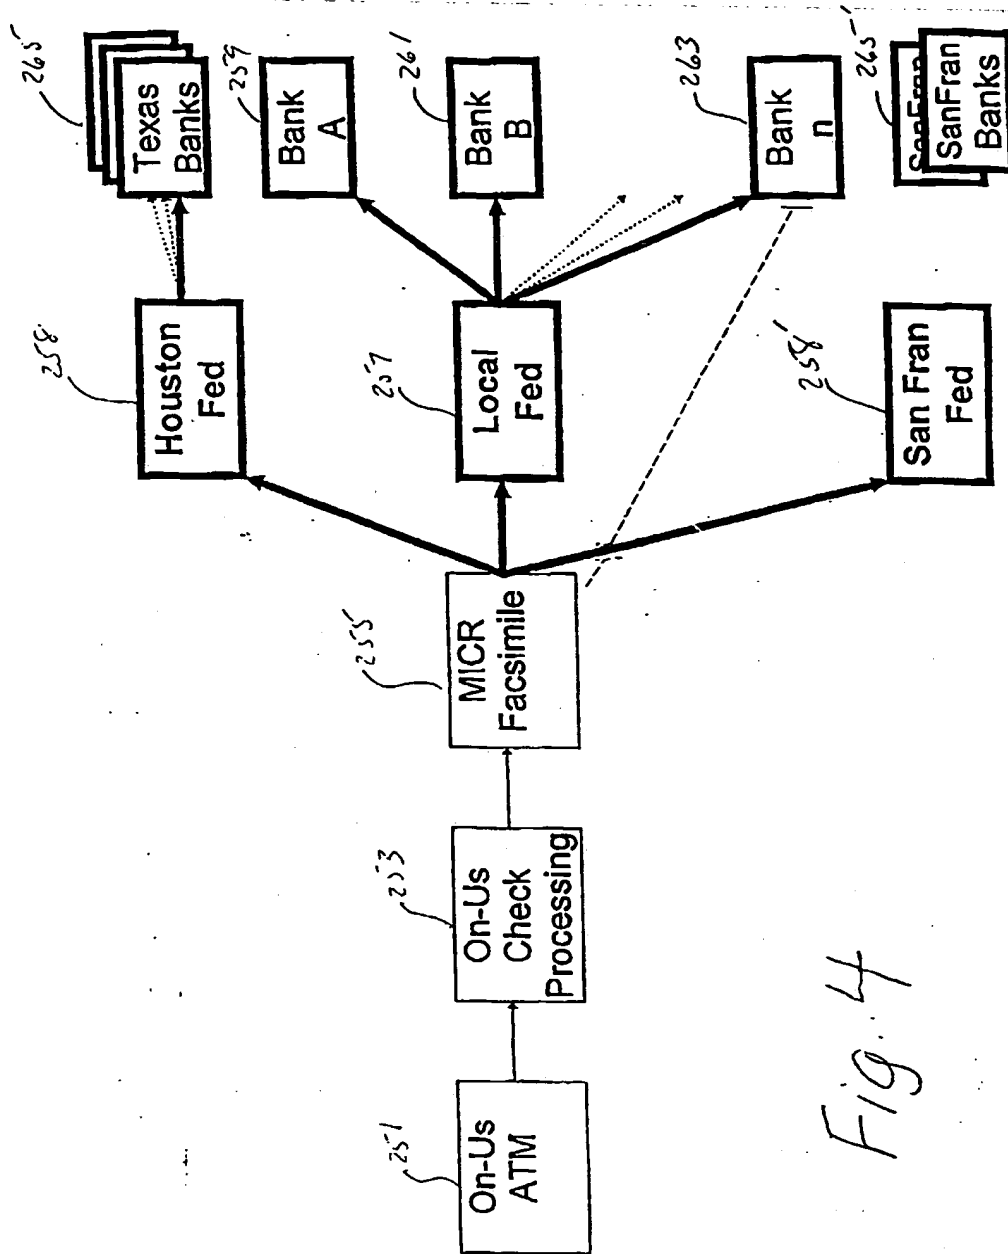 265
Texas
Banks
259
Bank
A
261
Bank
B
263
Bank
n
265'
SanFran
SanFran
Banks
258
Houston
Fed
257
Local
Fed
258'
San Fran
Fed
255
MICR
Facsimile
253
On-Us
Check
Processing
251
On-Us
ATM
Fig. 4